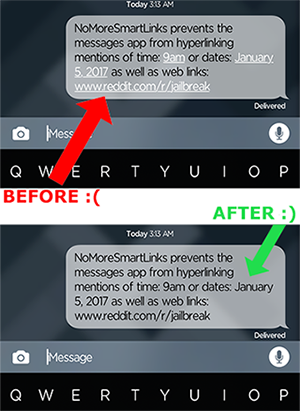 Today 3:13 AM
NoMoreSmartLinks prevents the
messages app from hyperlinking
mentions of time: 9am or dates: January
5, 2017 as well as web links:
www.reddit.com/r/jailbreak
Delivered
Message
Q W E R T Y U I O P
BEFORE :(
AFTER :)
Today 3:13 AM
NoMoreSmartLinks prevents the
messages app from hyperlinking
mentions of time: 9am or dates: January
5, 2017 as well as web links:
www.reddit.com/r/jailbreak
Delivered
Message
Q W E R T Y U I O P